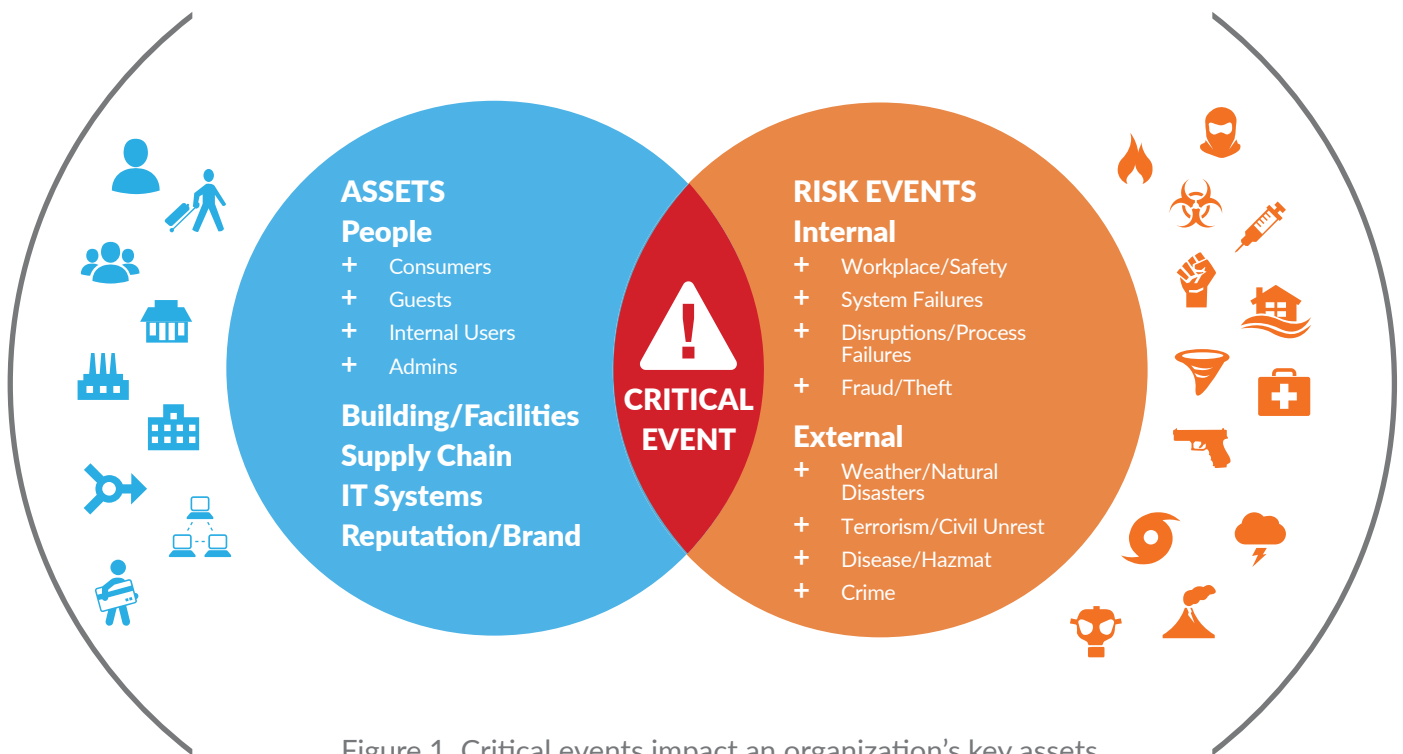 ASSETS
People
+ Consumers
+ Guests
+ Internal Users
+ Admins
Building/Facilities
Supply Chain
IT Systems
Reputation/Brand
!
CRITICAL
EVENT
RISK EVENTS
Internal
+ Workplace/Safety
+ System Failures
+ Disruptions/Process
Failures
+ Fraud/Theft
External
+ Weather/Natural
Disasters
+ Terrorism/Civil Unrest
+ Disease/Hazmat
+ Crime
Figure 1. Critical events impact an organization's key assets